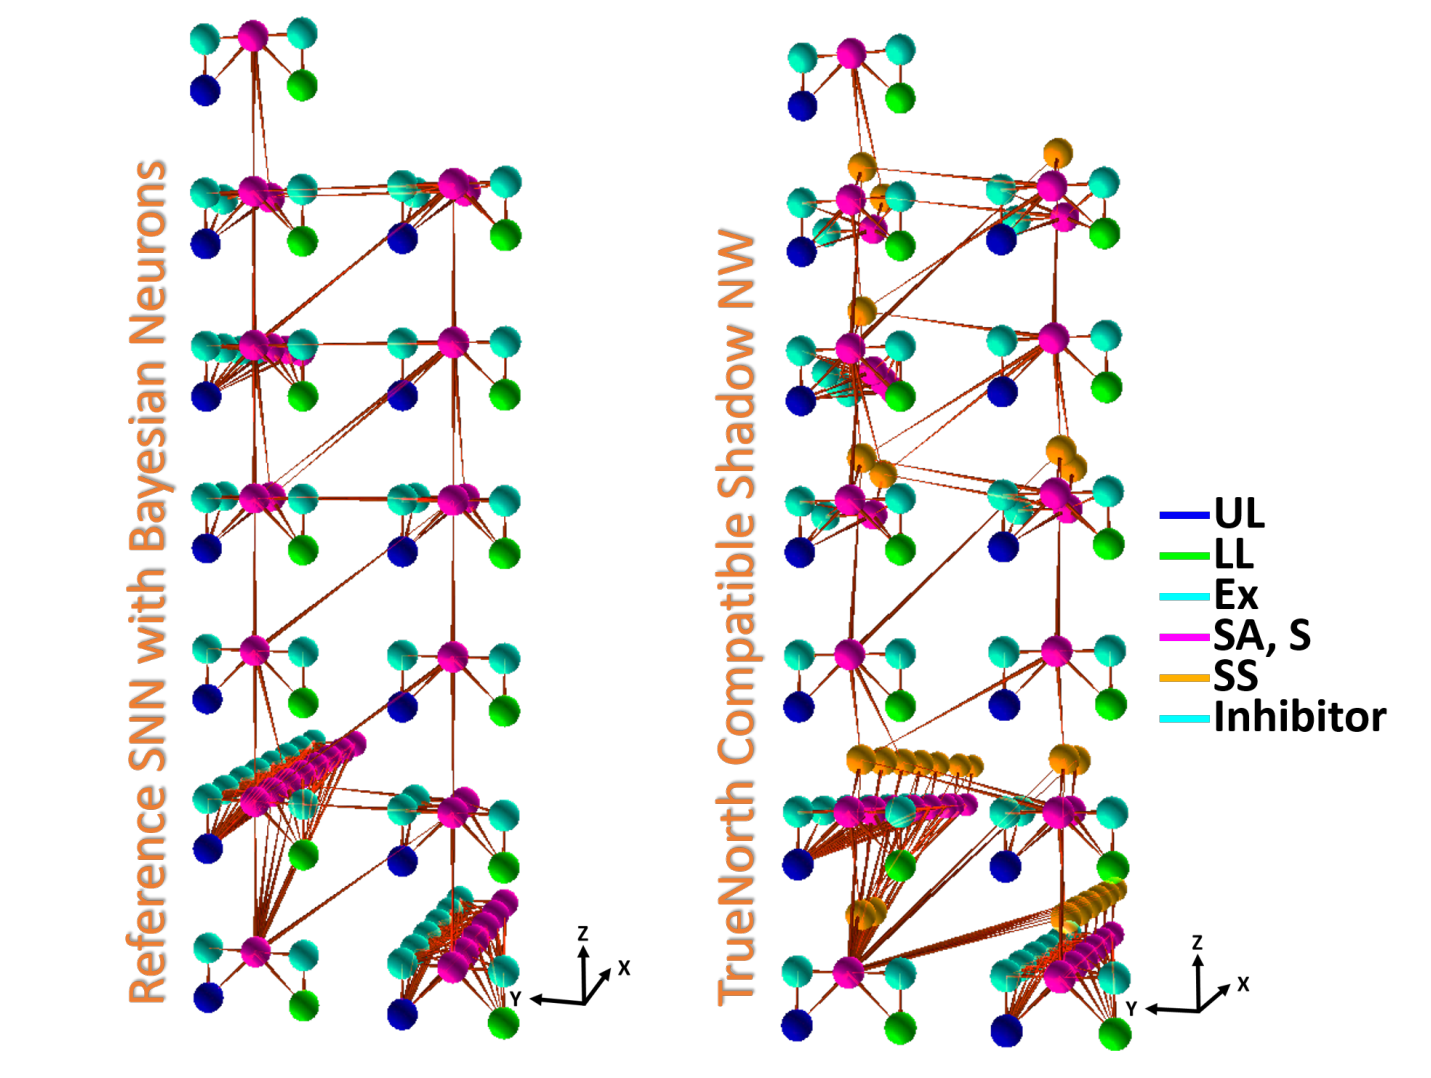 Reference SNN with Bayesian Neurons
TrueNorth Compatible Shadow NW
UL
LL
Ex
SA, S
SS
Inhibitor
Z
X
Y
Z
X
Y